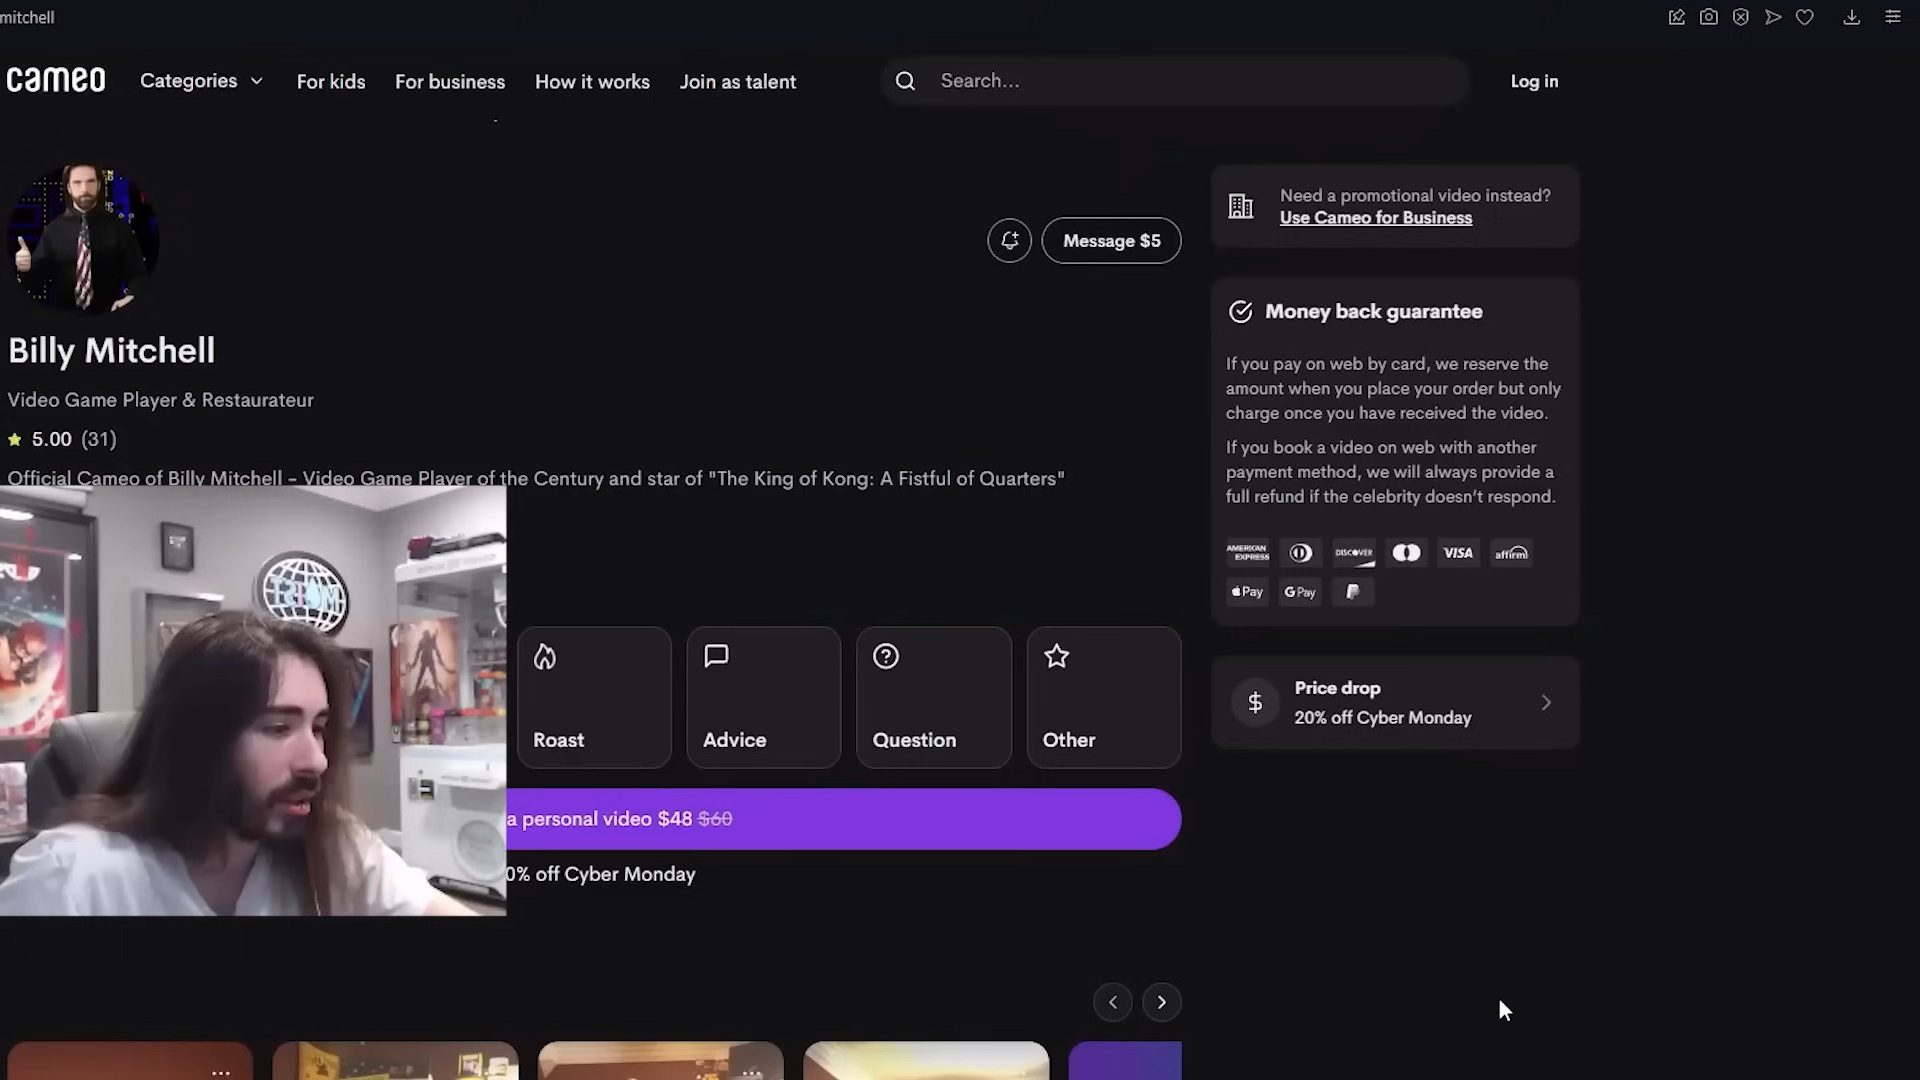 mitchell
cameo
Categories
For kids
For business
How it works
Join as talent
Search...
Log in
Message $5
Billy Mitchell
Video Game Player & Restaurateur
5.00 (31)
Official Cameo of Billy Mitchell - Video Game Player of the Century and star of "The King of Kong: A Fistful of Quarters"
Need a promotional video instead?
Use Cameo for Business
Money back guarantee
If you pay on web by card, we reserve the
amount when you place your order but only
charge once you have received the video.
If you book a video on web with another
payment method, we will always provide a
full refund if the celebrity doesn't respond.
AMERICAN EXPRESS
DISCOVER
VISA
affirm
Pay
G Pay
Price drop
20% off Cyber Monday
MOIST
Roast
Advice
Question
Other
a personal video $48 $60
0% off Cyber Monday